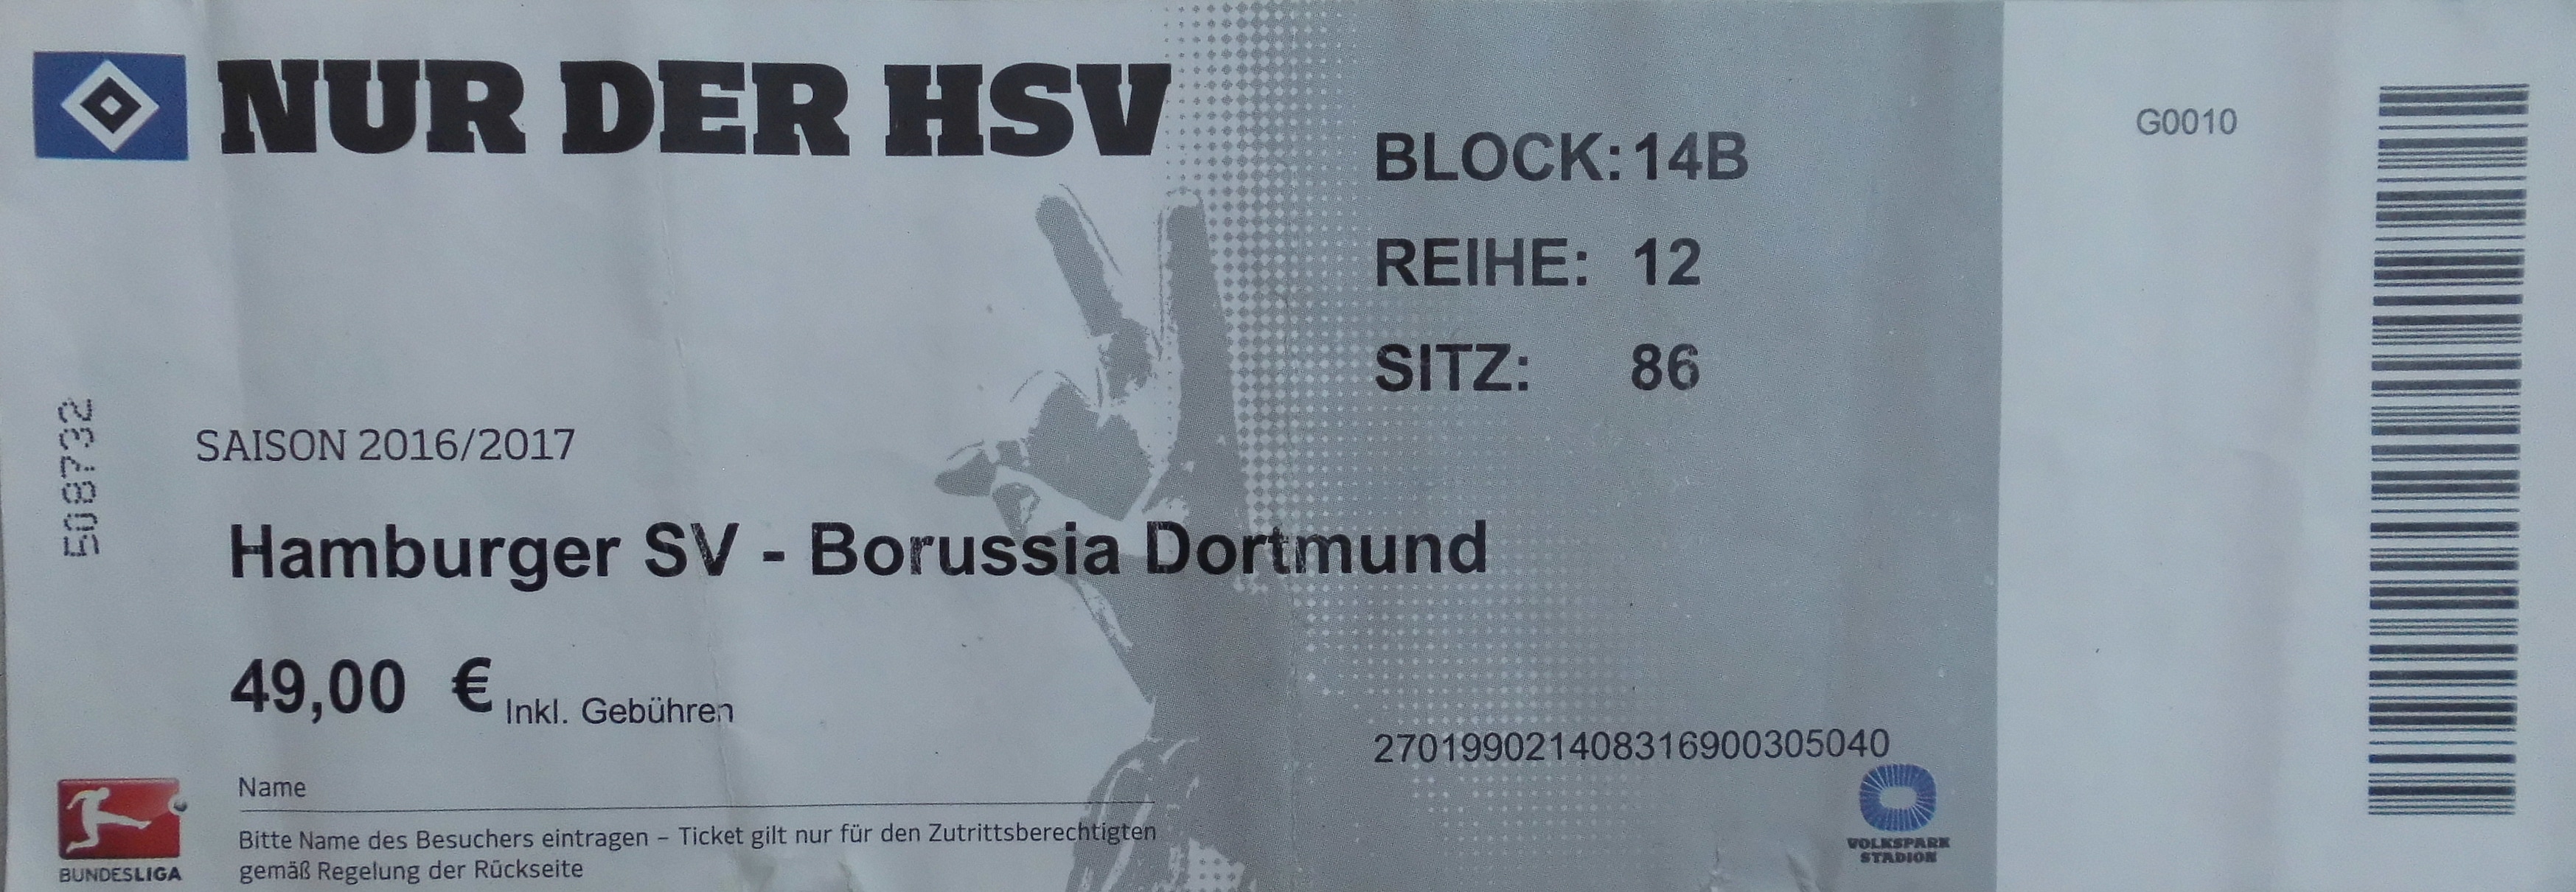 NUR DER HSV
BLOCK: 14B
REIHE: 12
SITZ: 86
G0010
5087732
SAISON 2016/2017
Hamburger SV - Borussia Dortmund
49,00 € Inkl. Gebühren
270199021408316900305040
Name
Bitte Name des Besuchers eintragen – Ticket gilt nur für den Zutrittsberechtigten
gemäß Regelung der Rückseite
BUNDESLIGA
VOLKSPARK
STADION